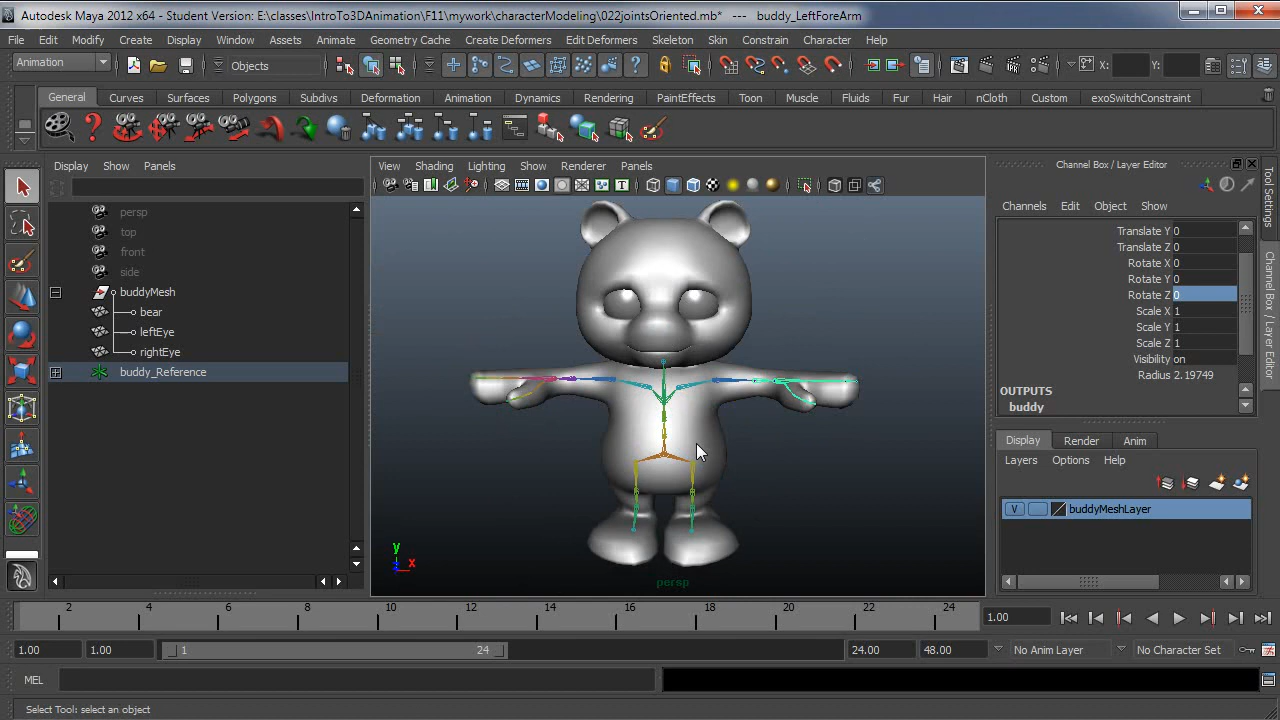 Autodesk Maya 2012 x64 - Student Version: E:\classes\IntroTo3DAnimation\F11\mywork\characterModeling\022jointsOriented.mb* --- buddy_LeftForeArm
File Edit Modify Create Display Window Assets Animate Geometry Cache Create Deformers Edit Deformers Skeleton Skin Constrain Character Help
Animation Objects X: Y: Z:
General Curves Surfaces Polygons Subdivs Deformation Animation Dynamics Rendering PaintEffects Toon Muscle Fluids Fur Hair nCloth Custom exoSwitchConstraint
Display Show Panels
View Shading Lighting Show Renderer Panels
Channel Box / Layer Editor
Tool Settings
Channel Box / Layer Editor
persp
top
front
side
buddyMesh
bear
leftEye
rightEye
buddy_Reference
y
z x
persp
Channels Edit Object Show
Translate Y 0
Translate Z 0
Rotate X 0
Rotate Y 0
Rotate Z 0
Scale X 1
Scale Y 1
Scale Z 1
Visibility on
Radius 2.19749
OUTPUTS
buddy
Display Render Anim
Layers Options Help
V buddyMeshLayer
2 4 6 8 10 12 14 16 18 20 22 24
1.00
1.00 1.00 1 24 24.00 48.00 No Anim Layer No Character Set
MEL
Select Tool: select an object